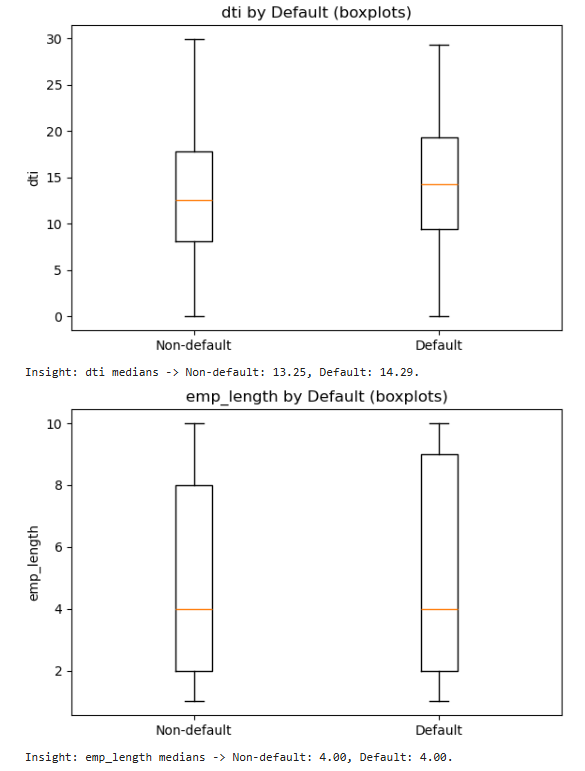 dti by Default (boxplots)
30
25
20
15
10
5
0
dti
Non-default Default
Insight: dti medians -> Non-default: 13.25, Default: 14.29.
emp_length by Default (boxplots)
10
8
6
4
2
emp_length
Non-default Default
Insight: emp_length medians -> Non-default: 4.00, Default: 4.00.